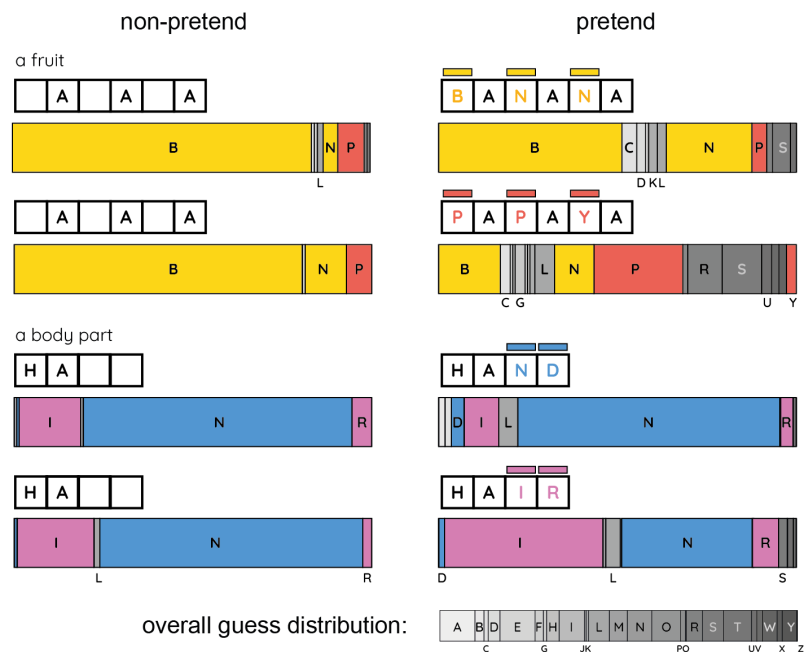 non-pretend pretend
a fruit
A A A B A N A N A
B N P B C N P S
L D K L
A A A P A P A Y A
B N P B L N P R S
C G U Y
a body part
H A H A N D
I N R D I L N R
H A H A I R
I N I N R
L R D L S
overall guess distribution: A B D E F H I L M N O R S T W Y
C G J K P O U V X Z